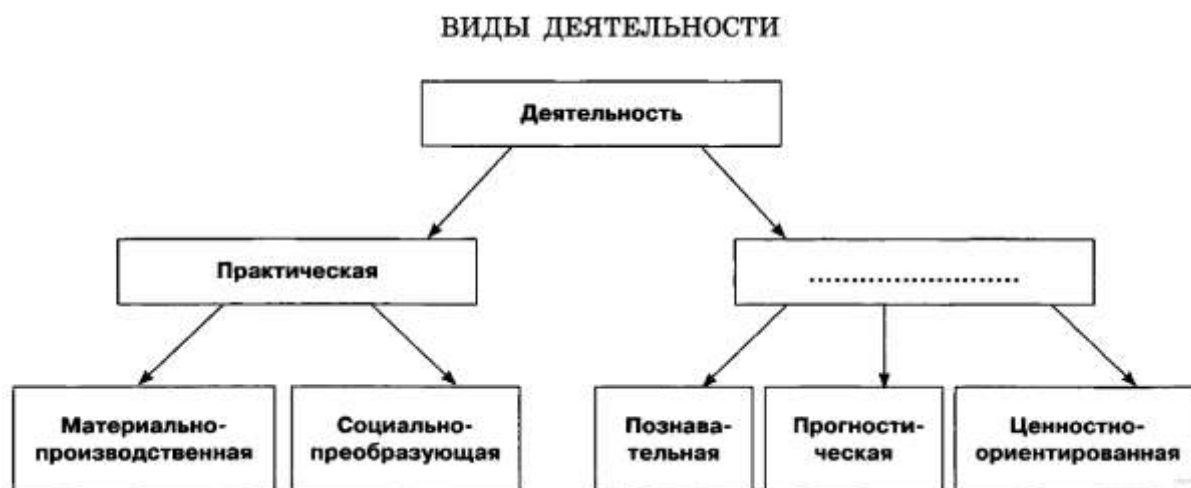 ВИДЫ ДЕЯТЕЛЬНОСТИ
Деятельность
Практическая
........................
Материально-
производственная
Социально-
преобразующая
Познава-
тельная
Прогности-
ческая
Ценностно-
ориентированная